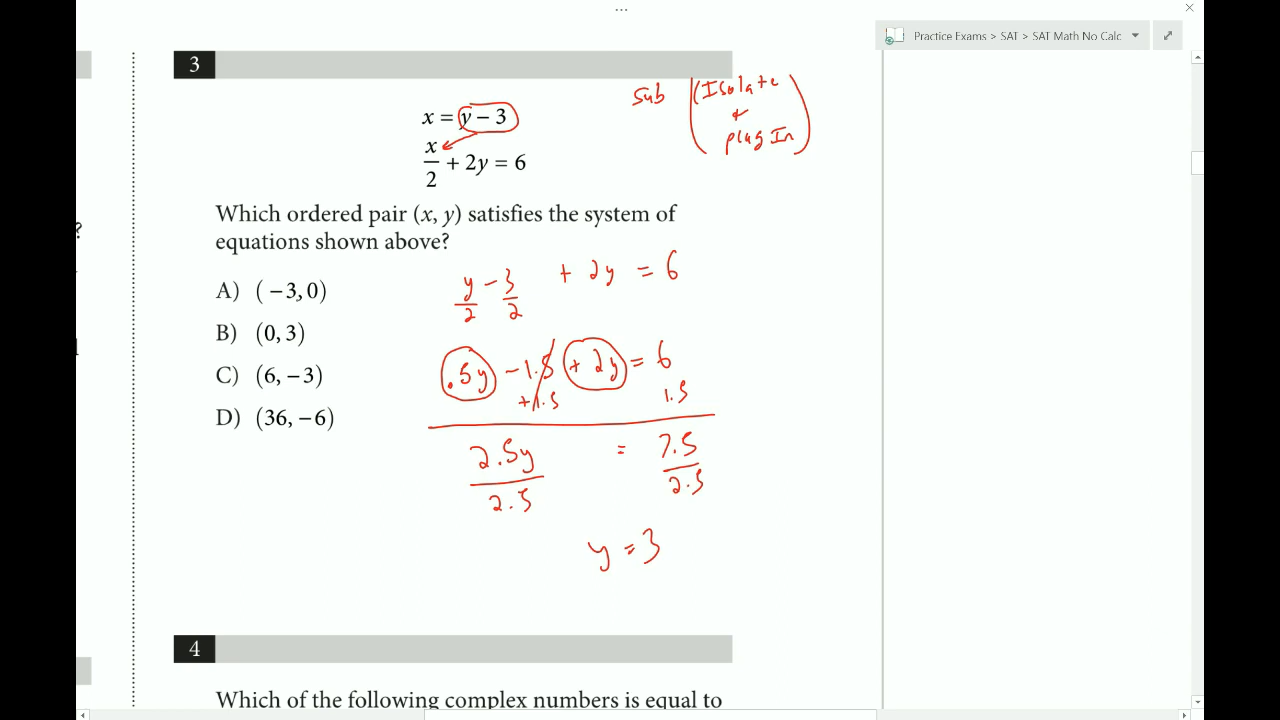 ...
Practice Exams > SAT > SAT Math No Calc
3
x = y − 3
x/2 + 2y = 6
sub (Isolate
+
plug In)
Which ordered pair (x, y) satisfies the system of
equations shown above?
A) (−3, 0)
B) (0, 3)
C) (6, −3)
D) (36, −6)
y/2 − 3/2 + 2y = 6
.5y − 1.5 + 2y = 6
+1.5 1.5
2.5y = 7.5
2.5 2.5
y = 3
4
Which of the following complex numbers is equal to
?